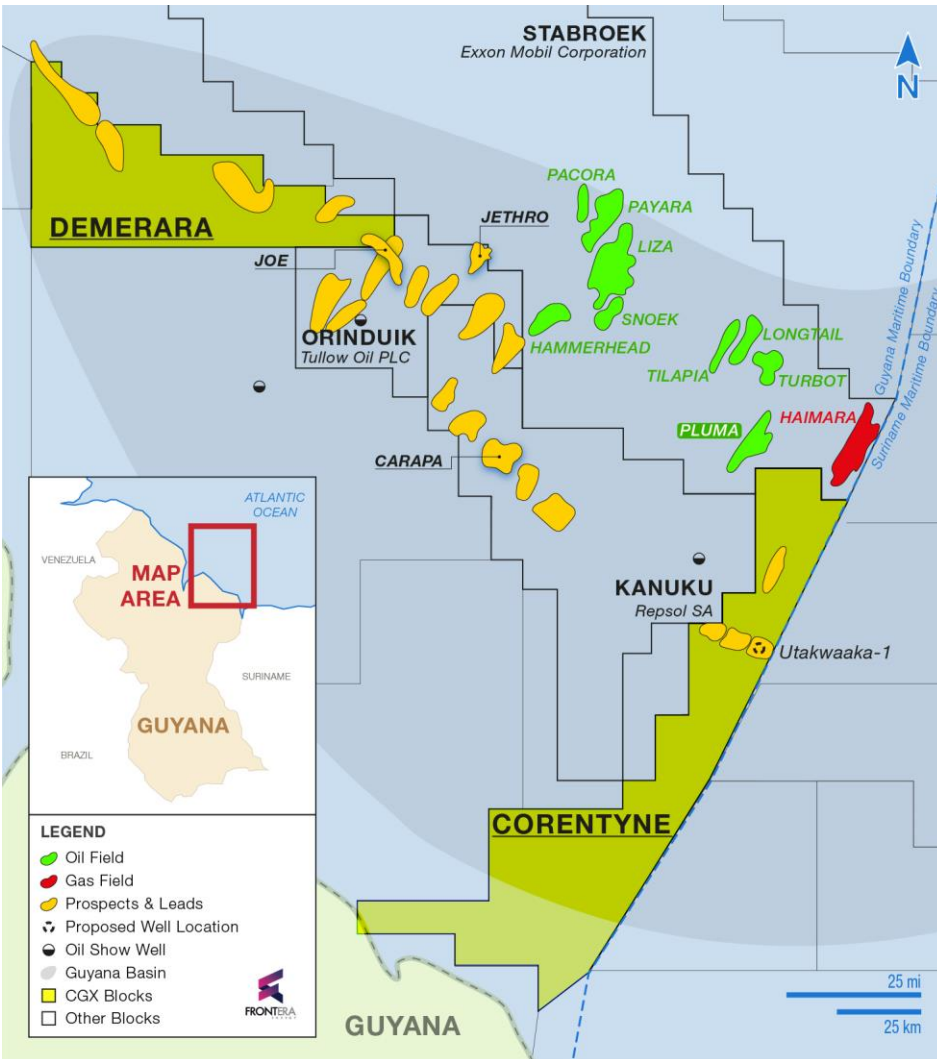 STABROEK
Exxon Mobil Corporation
N
PACORA
PAYARA
DEMERARA
JETHRO
JOE
LIZA
SNOEK
ORINDUIK
Tullow Oil PLC
HAMMERHEAD
LONGTAIL
TILAPIA
TURBOT
Guyana Maritime Boundary
Suriname Maritime Boundary
HAIMARA
PLUMA
CARAPA
KANUKU
Repsol SA
Utakwaaka-1
CORENTYNE
ATLANTIC
OCEAN
VENEZUELA
MAP
AREA
SURINAME
GUYANA
BRAZIL
LEGEND
Oil Field
Gas Field
Prospects & Leads
Proposed Well Location
Oil Show Well
Guyana Basin
CGX Blocks
Other Blocks
FRONTERA
GUYANA
25 mi
25 km